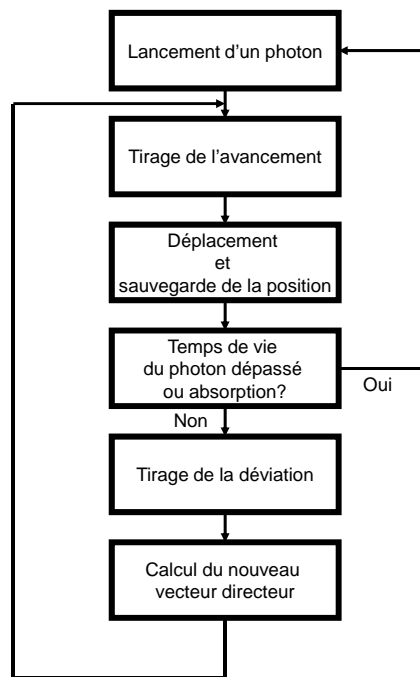 Lancement d'un photon
Tirage de l'avancement
Déplacement
et
sauvegarde de la position
Temps de vie
du photon dépassé
ou absorption?
Oui
Non
Tirage de la déviation
Calcul du nouveau
vecteur directeur